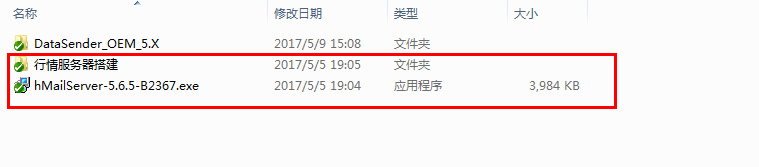 名称 修改日期 类型 大小
DataSender_OEM_5.X 2017/5/9 15:08 文件夹
行情服务器搭建 2017/5/5 19:05 文件夹
hMailServer-5.6.5-B2367.exe 2017/5/5 19:04 应用程序 3,984 KB